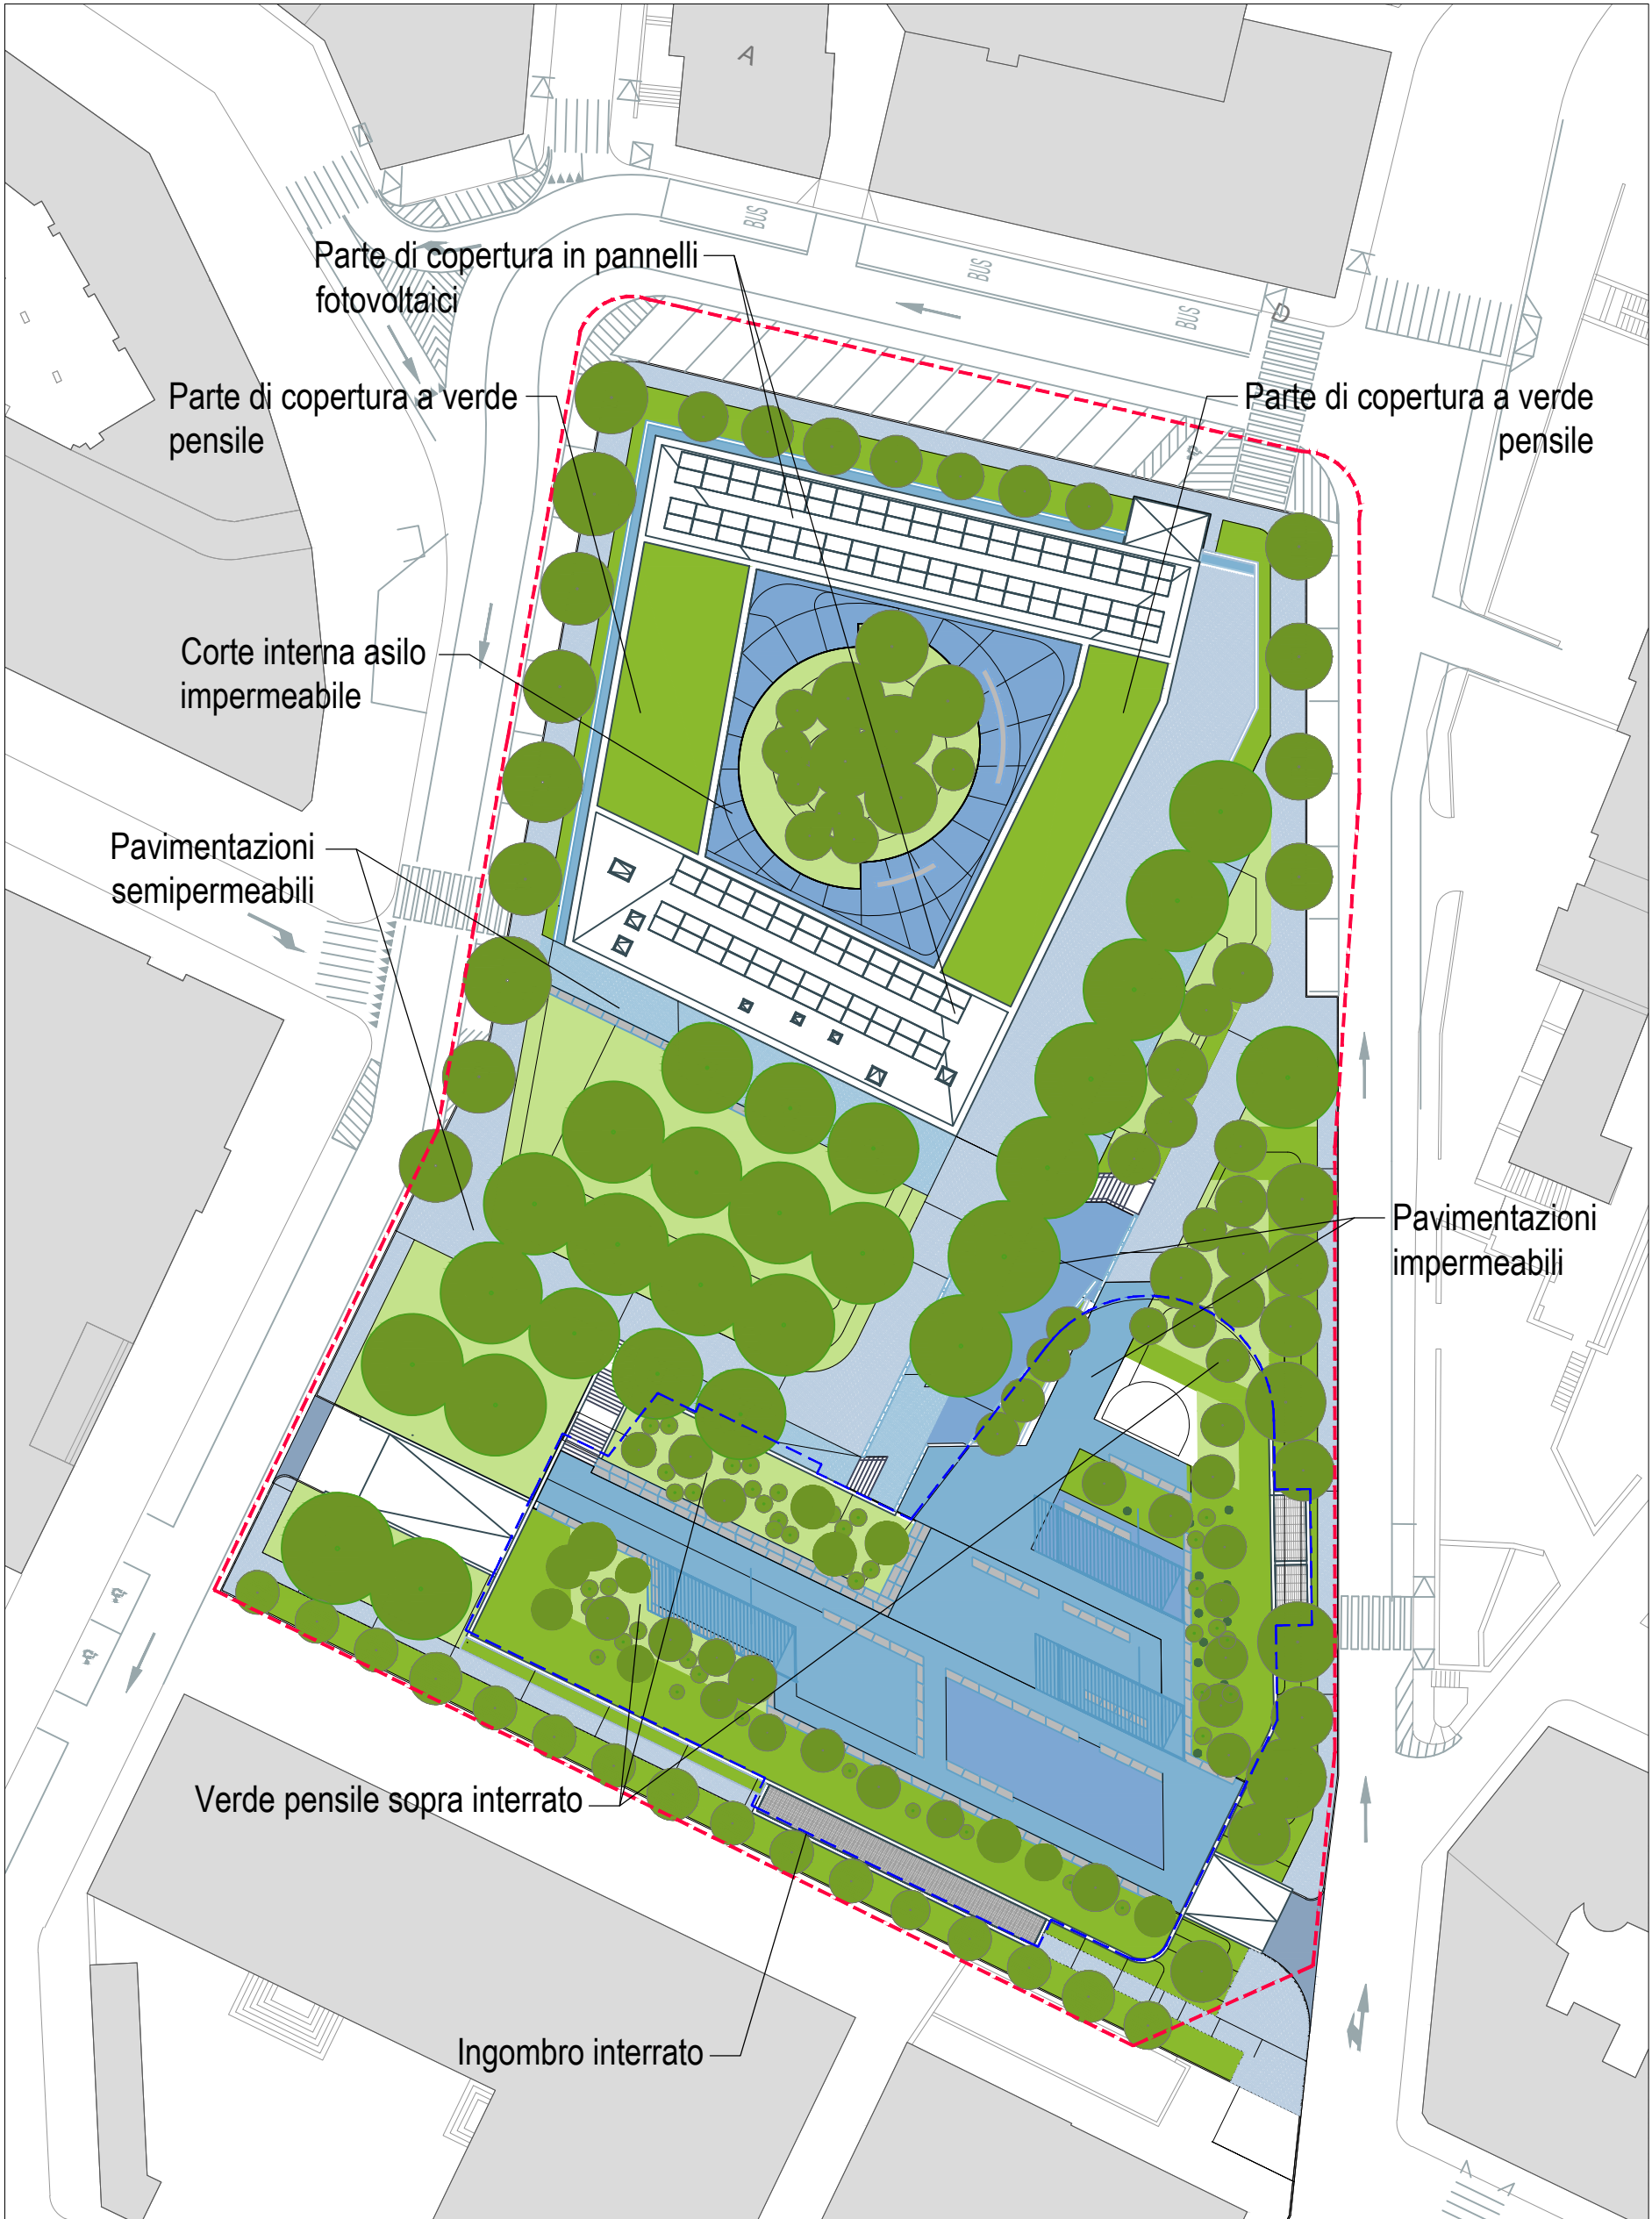 A
BUS
BUS
BUS
Parte di copertura in pannelli
fotovoltaici
Parte di copertura a verde
pensile
Parte di copertura a verde
pensile
Corte interna asilo
impermeabile
Pavimentazioni
semipermeabili
Pavimentazioni
impermeabili
Verde pensile sopra interrato
Ingombro interrato